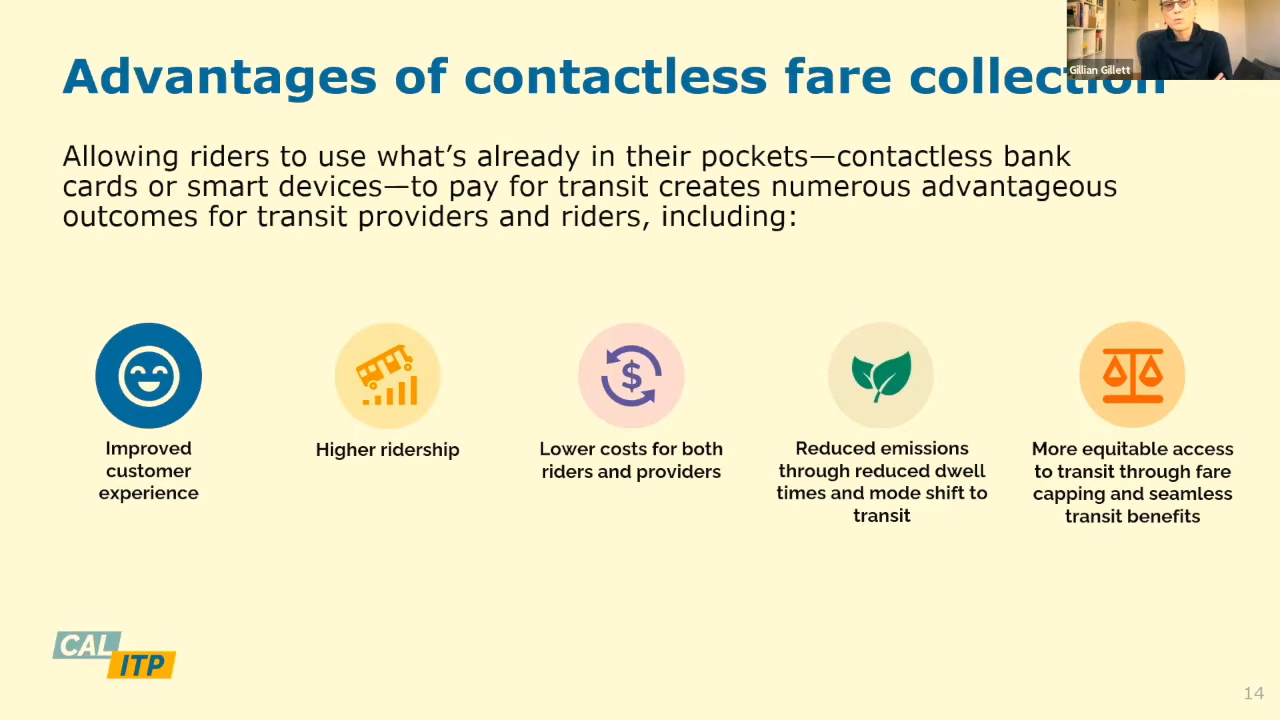 Advantages of contactless fare collection
Gillian Gillett
Allowing riders to use what’s already in their pockets—contactless bank
cards or smart devices—to pay for transit creates numerous advantageous
outcomes for transit providers and riders, including:
$
Improved
customer
experience
Higher ridership
Lower costs for both
riders and providers
Reduced emissions
through reduced dwell
times and mode shift to
transit
More equitable access
to transit through fare
capping and seamless
transit benefits
CAL
ITP
14